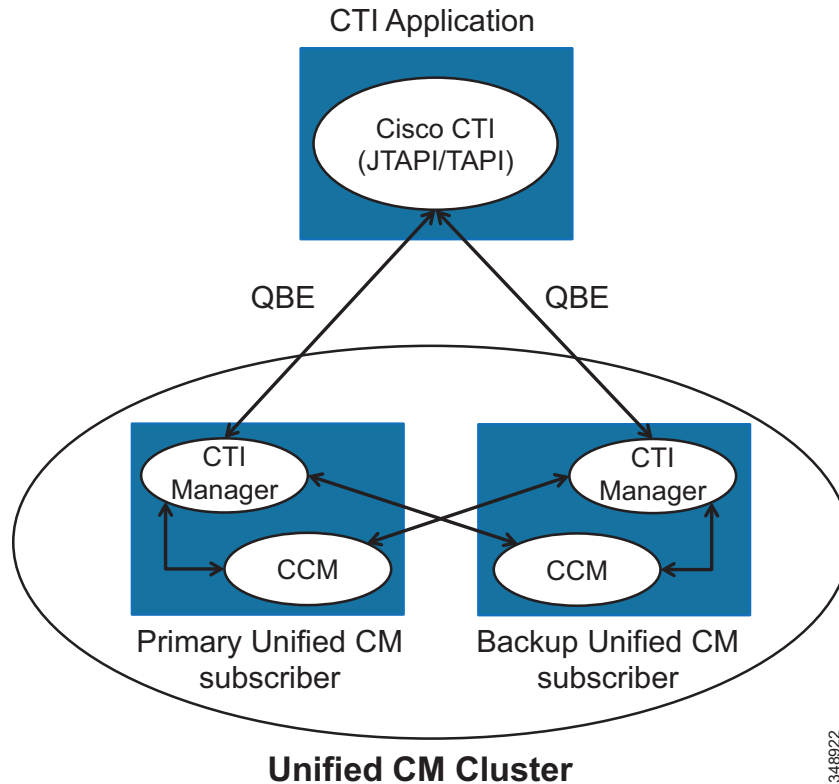 CTI Application
Cisco CTI
(JTAPI/TAPI)
QBE
QBE
CTI
Manager
CTI
Manager
CCM
CCM
Primary Unified CM
subscriber
Backup Unified CM
subscriber
Unified CM Cluster
348922